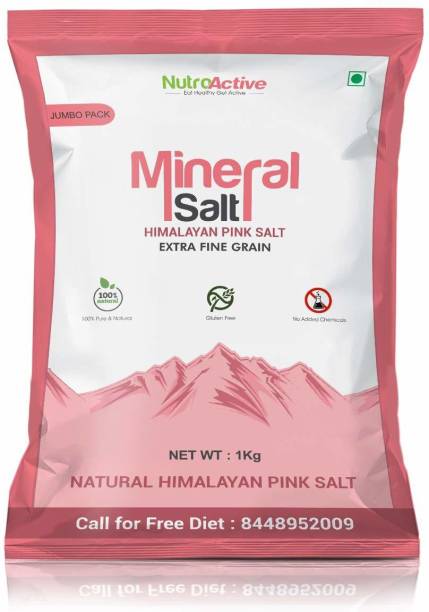 NutroActive
Eat Healthy Get Active
JUMBO PACK
Mineral
Salt
HIMALAYAN PINK SALT
EXTRA FINE GRAIN
100%
natural
100% Pure & Natural
Gluten Free
No Added Chemicals
NET WT : 1Kg
NATURAL HIMALAYAN PINK SALT
Call for Free Diet : 8448952009